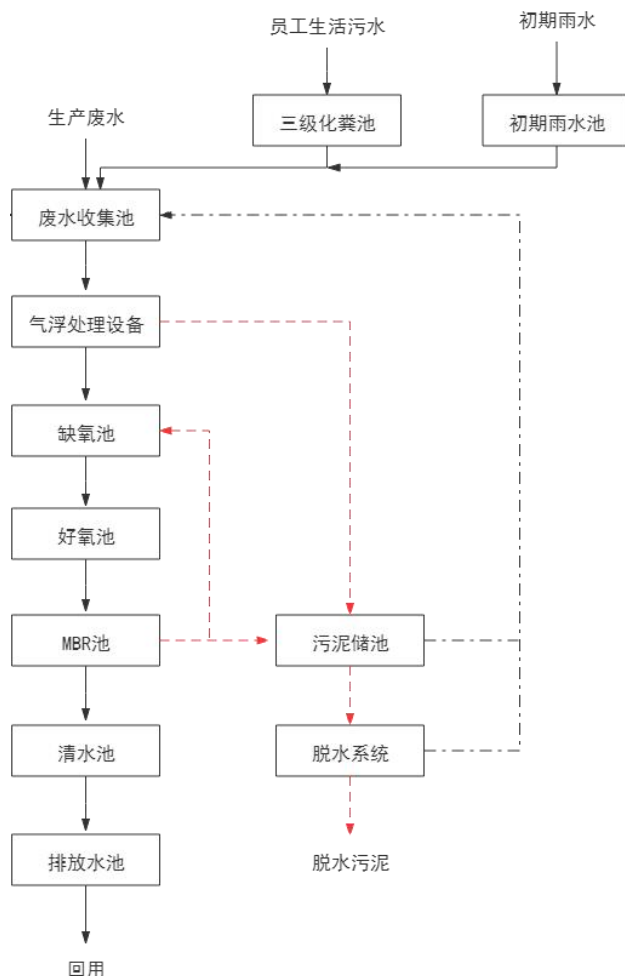 员工生活污水
初期雨水
生产废水
三级化粪池
初期雨水池
废水收集池
气浮处理设备
缺氧池
好氧池
MBR池
污泥储池
清水池
脱水系统
排放水池
脱水污泥
回用